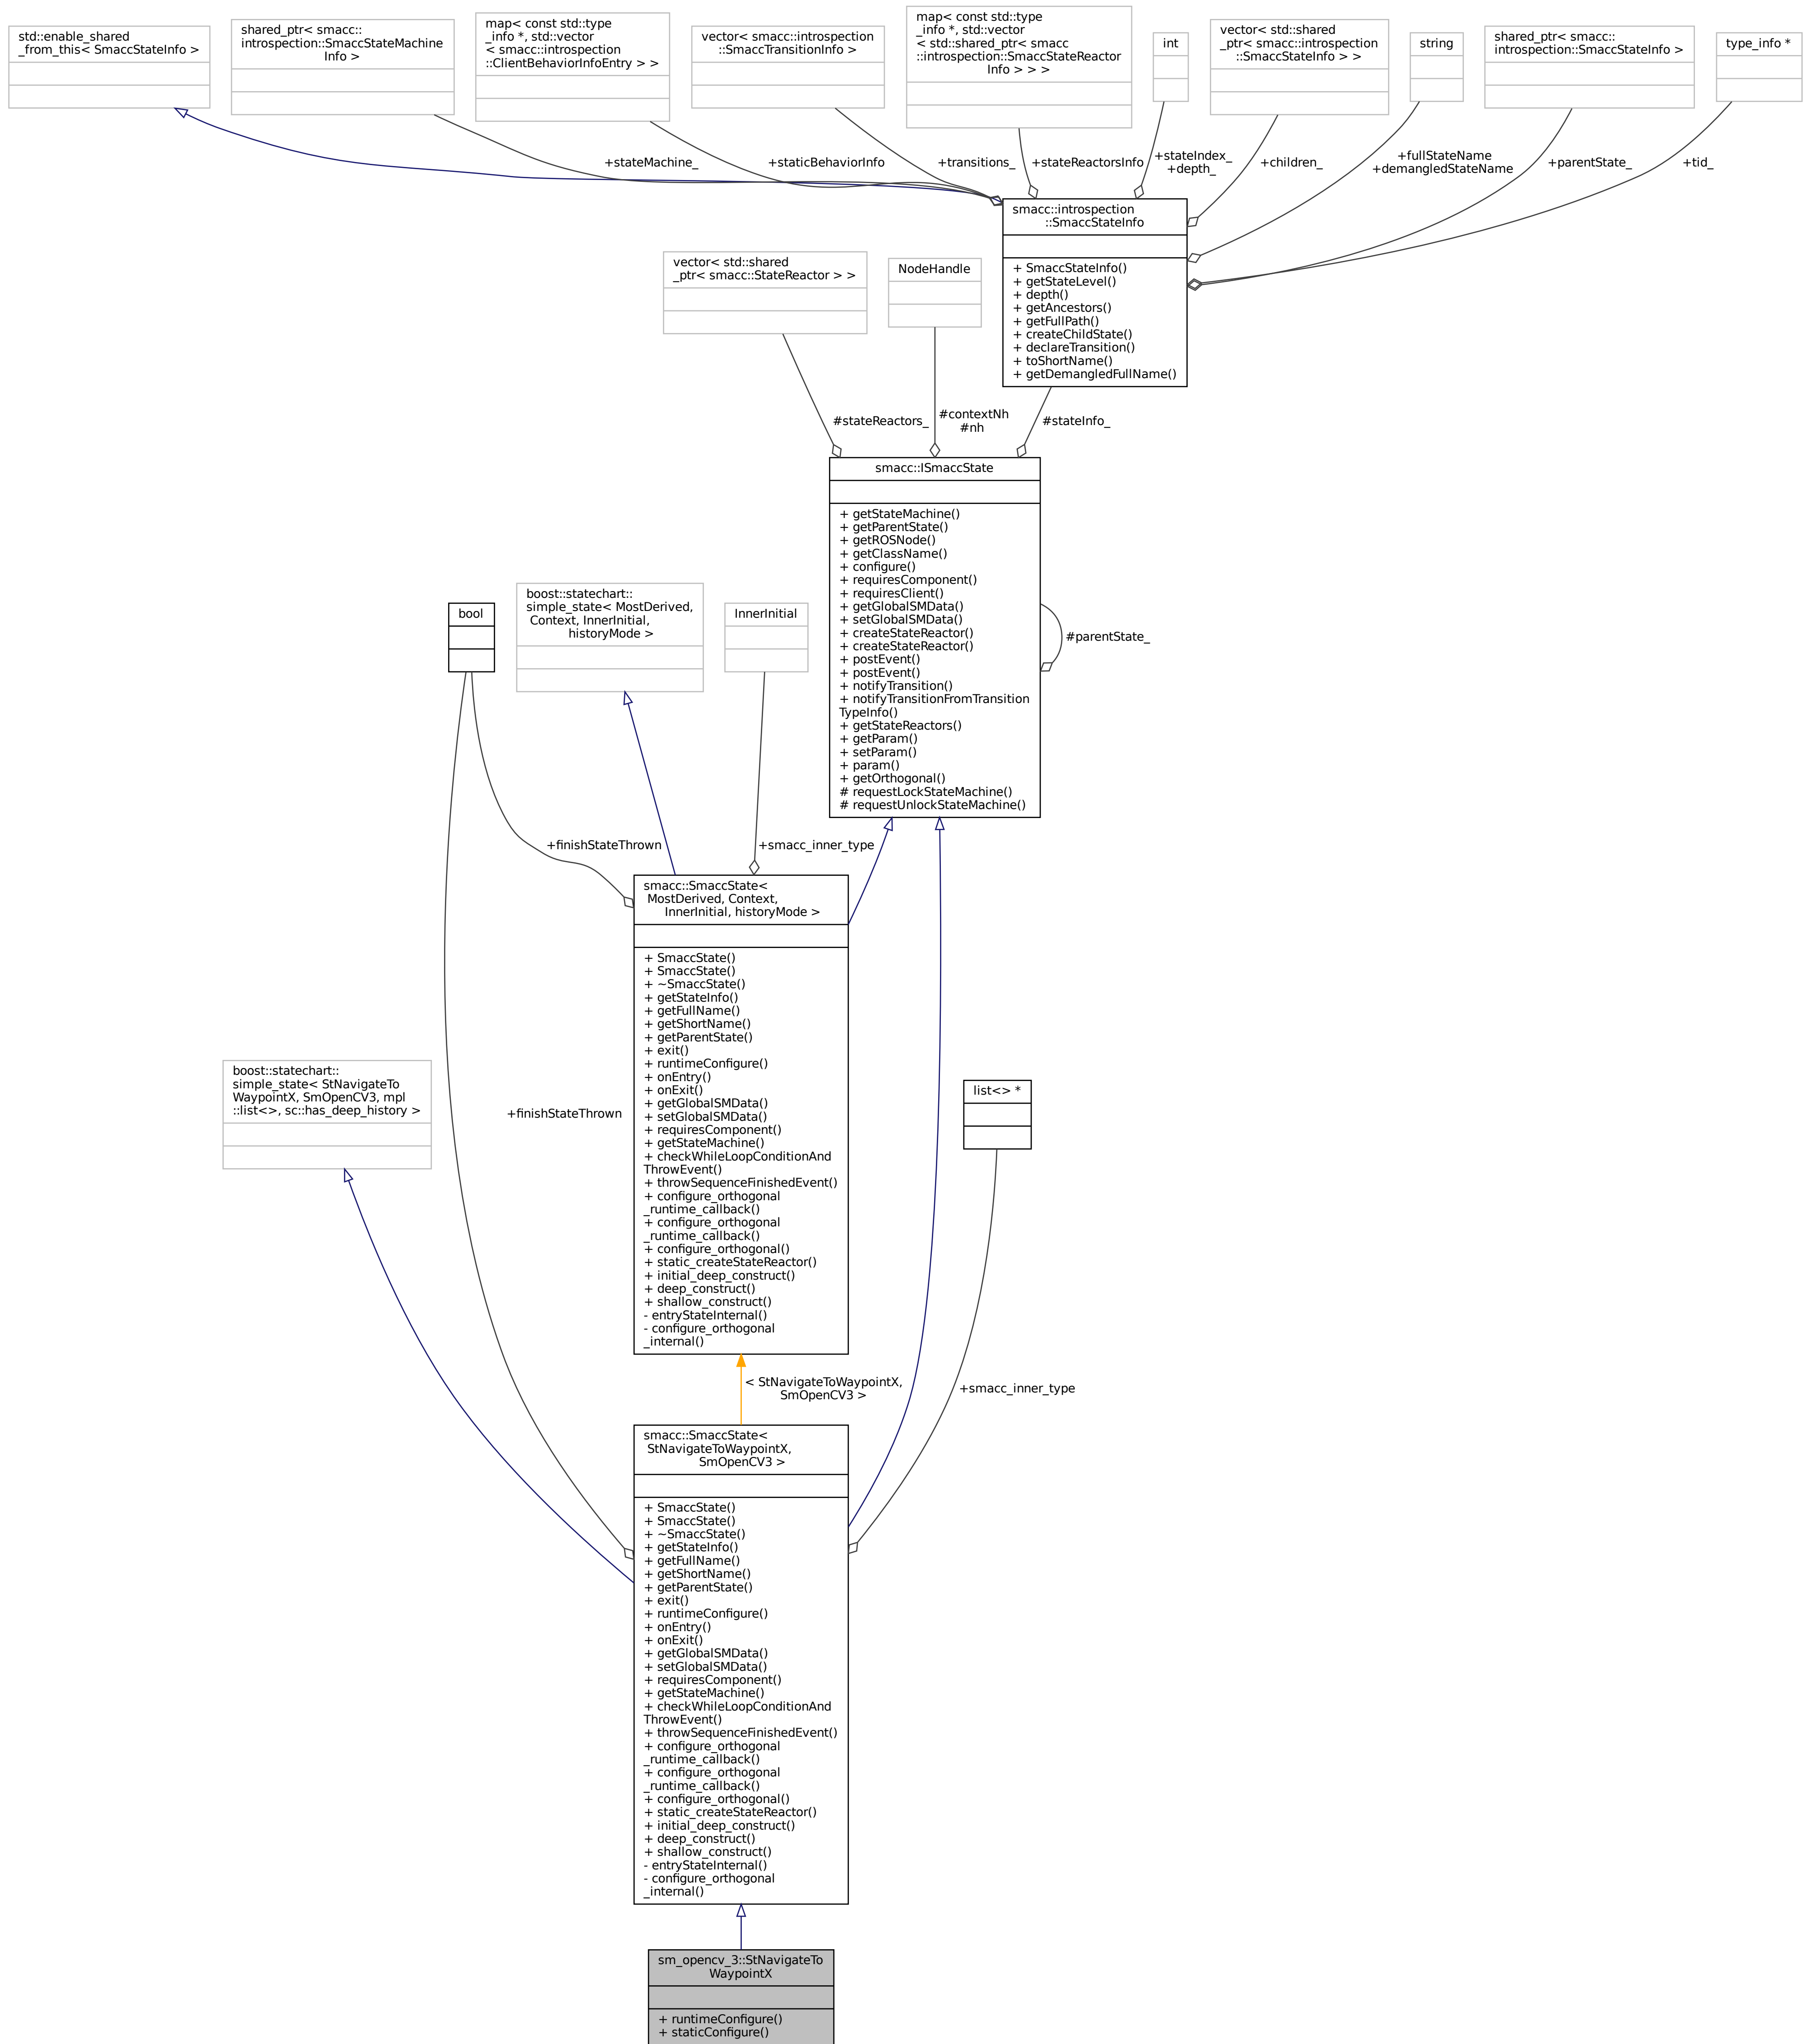 std::enable_shared
_from_this< SmaccStateInfo >
shared_ptr< smacc::
introspection::SmaccStateMachine
Info >
map< const std::type
_info *, std::vector
< smacc::introspection
::ClientBehaviorInfoEntry > >
vector< smacc::introspection
::SmaccTransitionInfo >
map< const std::type
_info *, std::vector
< std::shared_ptr< smacc
::introspection::SmaccStateReactor
Info > > >
int
vector< std::shared
_ptr< smacc::introspection
::SmaccStateInfo > >
string
shared_ptr< smacc::
introspection::SmaccStateInfo >
type_info *
+stateMachine_
+staticBehaviorInfo
+transitions_
+stateReactorsInfo
+stateIndex_
+depth_
+children_
+fullStateName
+demangledStateName
+parentState_
+tid_
smacc::introspection
::SmaccStateInfo
+ SmaccStateInfo()
+ getStateLevel()
+ depth()
+ getAncestors()
+ getFullPath()
+ createChildState()
+ declareTransition()
+ toShortName()
+ getDemangledFullName()
vector< std::shared
_ptr< smacc::StateReactor > >
NodeHandle
#stateReactors_
#contextNh
#nh
#stateInfo_
smacc::ISmaccState
+ getStateMachine()
+ getParentState()
+ getROSNode()
+ getClassName()
+ configure()
+ requiresComponent()
+ requiresClient()
+ getGlobalSMData()
+ setGlobalSMData()
+ createStateReactor()
+ createStateReactor()
+ postEvent()
+ postEvent()
+ notifyTransition()
+ notifyTransitionFromTransition
TypeInfo()
+ getStateReactors()
+ getParam()
+ setParam()
+ param()
+ getOrthogonal()
# requestLockStateMachine()
# requestUnlockStateMachine()
#parentState_
bool
boost::statechart::
simple_state< MostDerived,
Context, InnerInitial,
historyMode >
InnerInitial
+finishStateThrown
+smacc_inner_type
smacc::SmaccState<
MostDerived, Context,
InnerInitial, historyMode >
+ SmaccState()
+ SmaccState()
+ ~SmaccState()
+ getStateInfo()
+ getFullName()
+ getShortName()
+ getParentState()
+ exit()
+ runtimeConfigure()
+ onEntry()
+ onExit()
+ getGlobalSMData()
+ setGlobalSMData()
+ requiresComponent()
+ getStateMachine()
+ checkWhileLoopConditionAnd
ThrowEvent()
+ throwSequenceFinishedEvent()
+ configure_orthogonal
_runtime_callback()
+ configure_orthogonal
_runtime_callback()
+ configure_orthogonal()
+ static_createStateReactor()
+ initial_deep_construct()
+ deep_construct()
+ shallow_construct()
- entryStateInternal()
- configure_orthogonal
_internal()
boost::statechart::
simple_state< StNavigateTo
WaypointX, SmOpenCV3, mpl
::list<>, sc::has_deep_history >
+finishStateThrown
list<> *
< StNavigateToWaypointX,
SmOpenCV3 >
+smacc_inner_type
smacc::SmaccState<
StNavigateToWaypointX,
SmOpenCV3 >
+ SmaccState()
+ SmaccState()
+ ~SmaccState()
+ getStateInfo()
+ getFullName()
+ getShortName()
+ getParentState()
+ exit()
+ runtimeConfigure()
+ onEntry()
+ onExit()
+ getGlobalSMData()
+ setGlobalSMData()
+ requiresComponent()
+ getStateMachine()
+ checkWhileLoopConditionAnd
ThrowEvent()
+ throwSequenceFinishedEvent()
+ configure_orthogonal
_runtime_callback()
+ configure_orthogonal
_runtime_callback()
+ configure_orthogonal()
+ static_createStateReactor()
+ initial_deep_construct()
+ deep_construct()
+ shallow_construct()
- entryStateInternal()
- configure_orthogonal
_internal()
sm_opencv_3::StNavigateTo
WaypointX
+ runtimeConfigure()
+ staticConfigure()